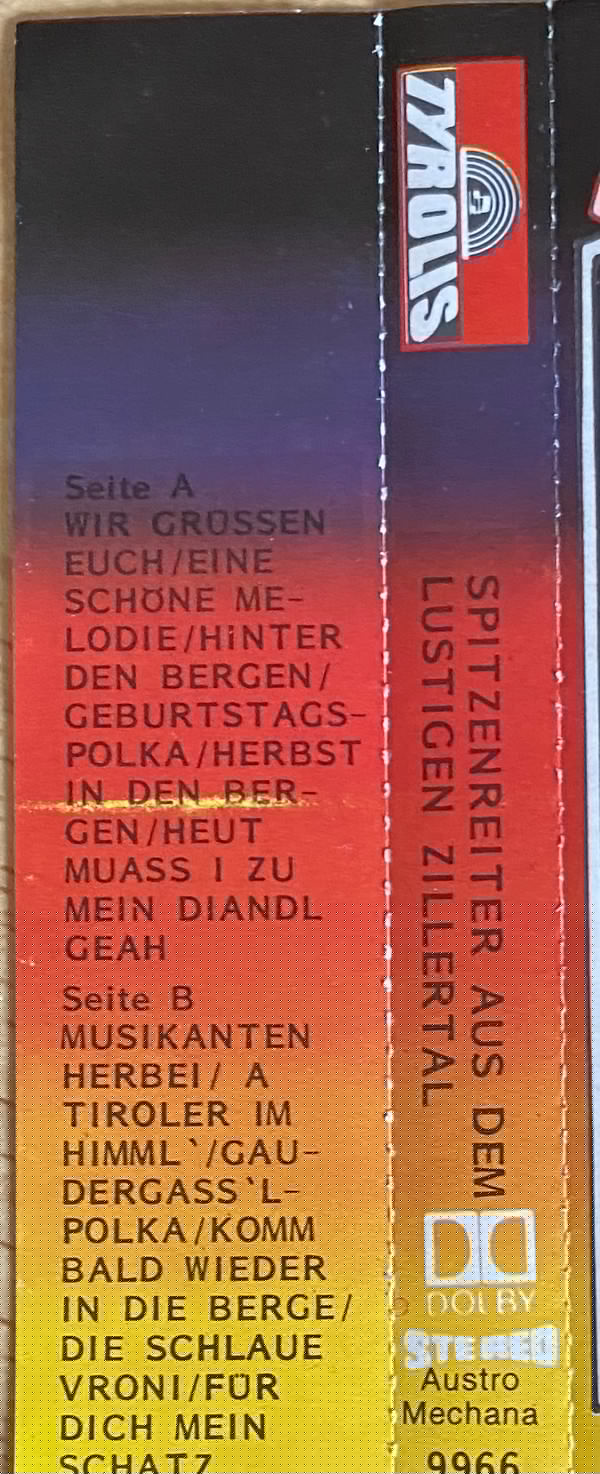 Seite A
WIR GRÜSSEN
EUCH/EINE
SCHÖNE ME-
LODIE/HINTER
DEN BERGEN/
GEBURTSTAGS-
POLKA/HERBST
IN DEN BER-
GEN/HEUT
MUASS I ZU
MEIN DIANDL
GEAH
Seite B
MUSIKANTEN
HERBEI/ A
TIROLER IM
HIMML`/GAU-
DERGASS`L-
POLKA/KOMM
BALD WIEDER
IN DIE BERGE/
DIE SCHLAUE
VRONI/FÜR
DICH MEIN
SCHATZ
TYROLIS
SPITZENREITER AUS DEM
LUSTIGEN ZILLERTAL
DOLBY
STEREO
Austro
Mechana
9966